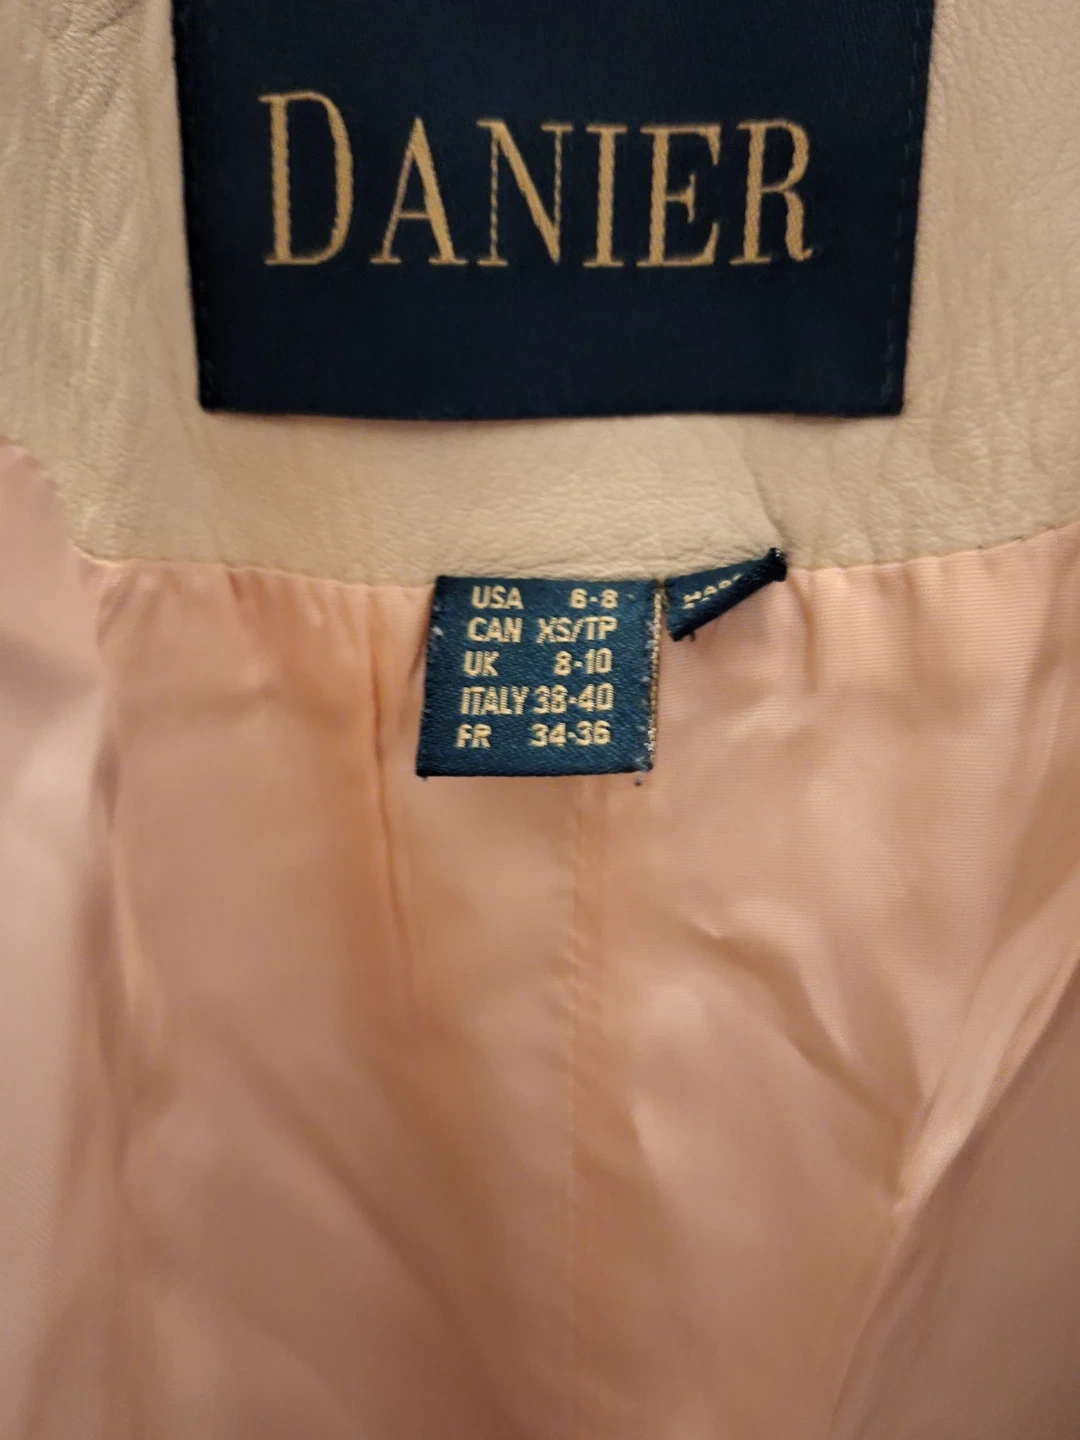 DANIER
USA 6-8
CAN XS/TP
UK 8-10
ITALY 38-40
FR 34-36